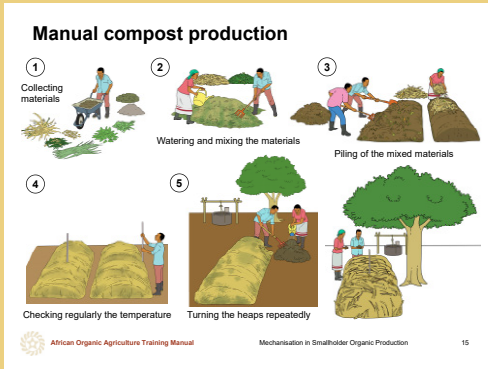 Manual compost production
1
Collecting
materials
2
Watering and mixing the materials
3
Piling of the mixed materials
4
Checking regularly the temperature
5
Turning the heaps repeatedly
African Organic Agriculture Training Manual
Mechanisation in Smallholder Organic Production
15